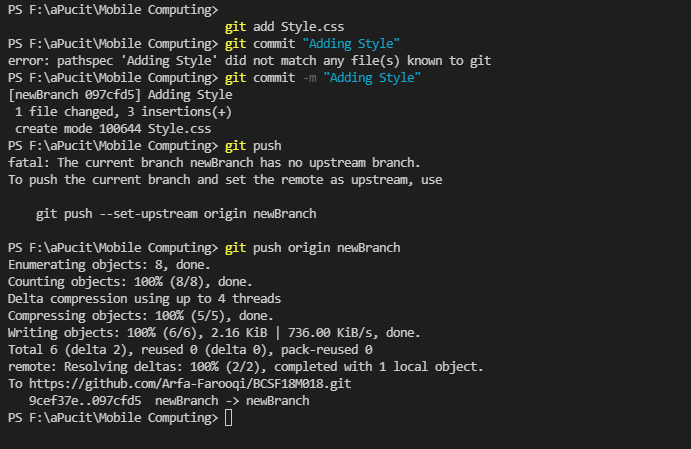 PS F:\aPucit\Mobile Computing>
git add Style.css
PS F:\aPucit\Mobile Computing> git commit "Adding Style"
error: pathspec 'Adding Style' did not match any file(s) known to git
PS F:\aPucit\Mobile Computing> git commit -m "Adding Style"
[newBranch 097cfd5] Adding Style
1 file changed, 3 insertions(+)
create mode 100644 Style.css
PS F:\aPucit\Mobile Computing> git push
fatal: The current branch newBranch has no upstream branch.
To push the current branch and set the remote as upstream, use
git push --set-upstream origin newBranch
PS F:\aPucit\Mobile Computing> git push origin newBranch
Enumerating objects: 8, done.
Counting objects: 100% (8/8), done.
Delta compression using up to 4 threads
Compressing objects: 100% (5/5), done.
Writing objects: 100% (6/6), 2.16 KiB | 736.00 KiB/s, done.
Total 6 (delta 2), reused 0 (delta 0), pack-reused 0
remote: Resolving deltas: 100% (2/2), completed with 1 local object.
To https://github.com/Arfa-Farooqi/BCSF18M018.git
9cef37e..097cfd5  newBranch -> newBranch
PS F:\aPucit\Mobile Computing>